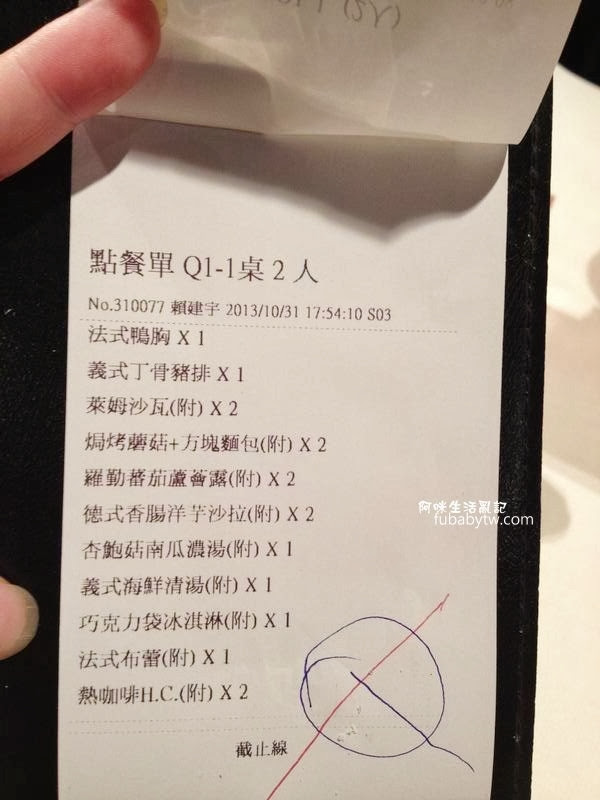 點餐單 Q1-1桌 2 人
No.310077 賴建宇 2013/10/31 17:54:10 S03
法式鴨胸 X 1
義式丁骨豬排 X 1
萊姆沙瓦(附) X 2
焗烤蘑菇+方塊麵包(附) X 2
羅勤蕃茄蘆薈露(附) X 2
德式香腸洋芋沙拉(附) X 2
杏鮑菇南瓜濃湯(附) X 1
義式海鮮清湯(附) X 1
巧克力袋冰淇淋(附) X 1
法式布蕾(附) X 1
熱咖啡H.C.(附) X 2
截止線
阿咪生活亂記
fubabytw.com